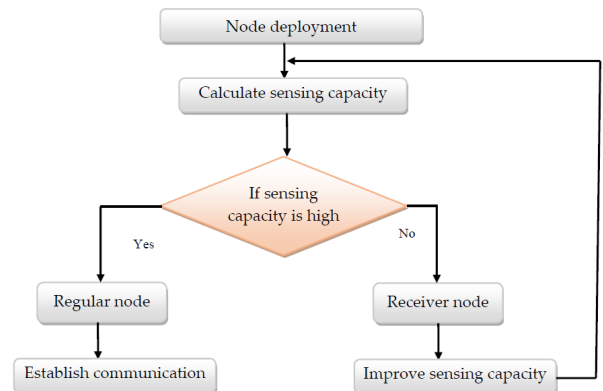 Node deployment
Calculate sensing capacity
If sensing
capacity is high
Yes
No
Regular node
Receiver node
Establish communication
Improve sensing capacity